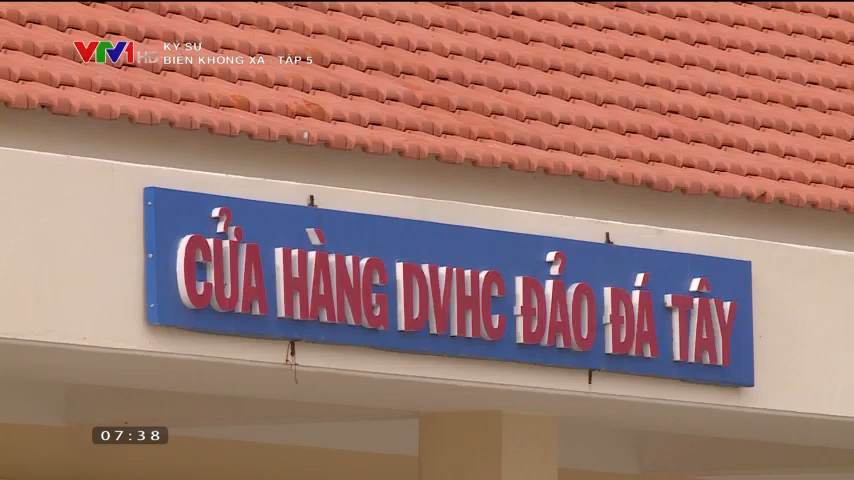 VTV1 HD
KÝ SỰ
BIỂN KHÔNG XA TẬP 5
CỬA HÀNG DVHC ĐẢO ĐÁ TÂY
07:38